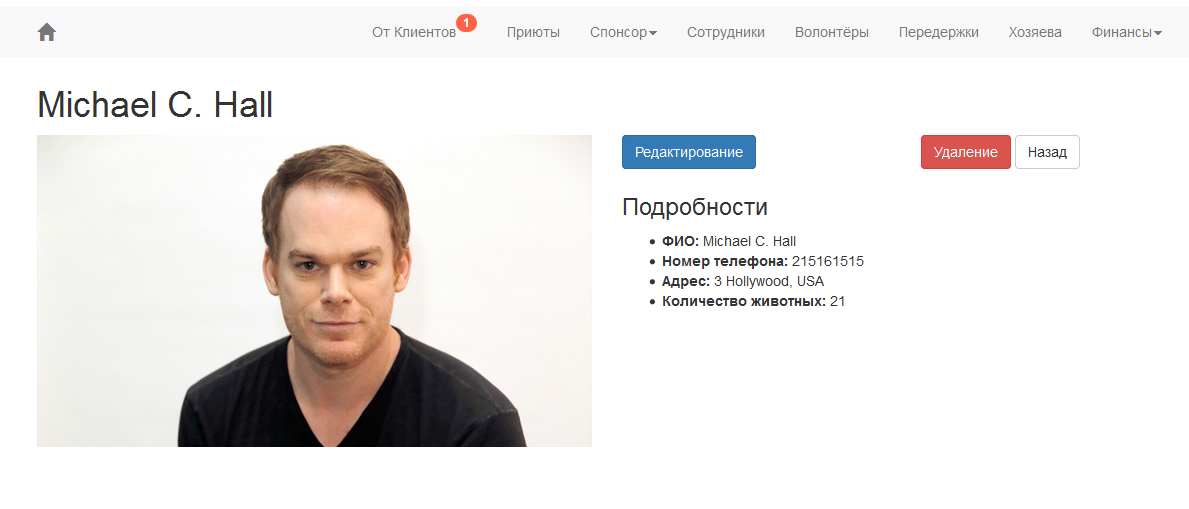 От Клиентов 1 Приюты Спонсор Сотрудники Волонтёры Передержки Хозяева Финансы
Michael C. Hall
Редактирование Удаление Назад
Подробности
ФИО: Michael C. Hall
Номер телефона: 215161515
Адрес: 3 Hollywood, USA
Количество животных: 21